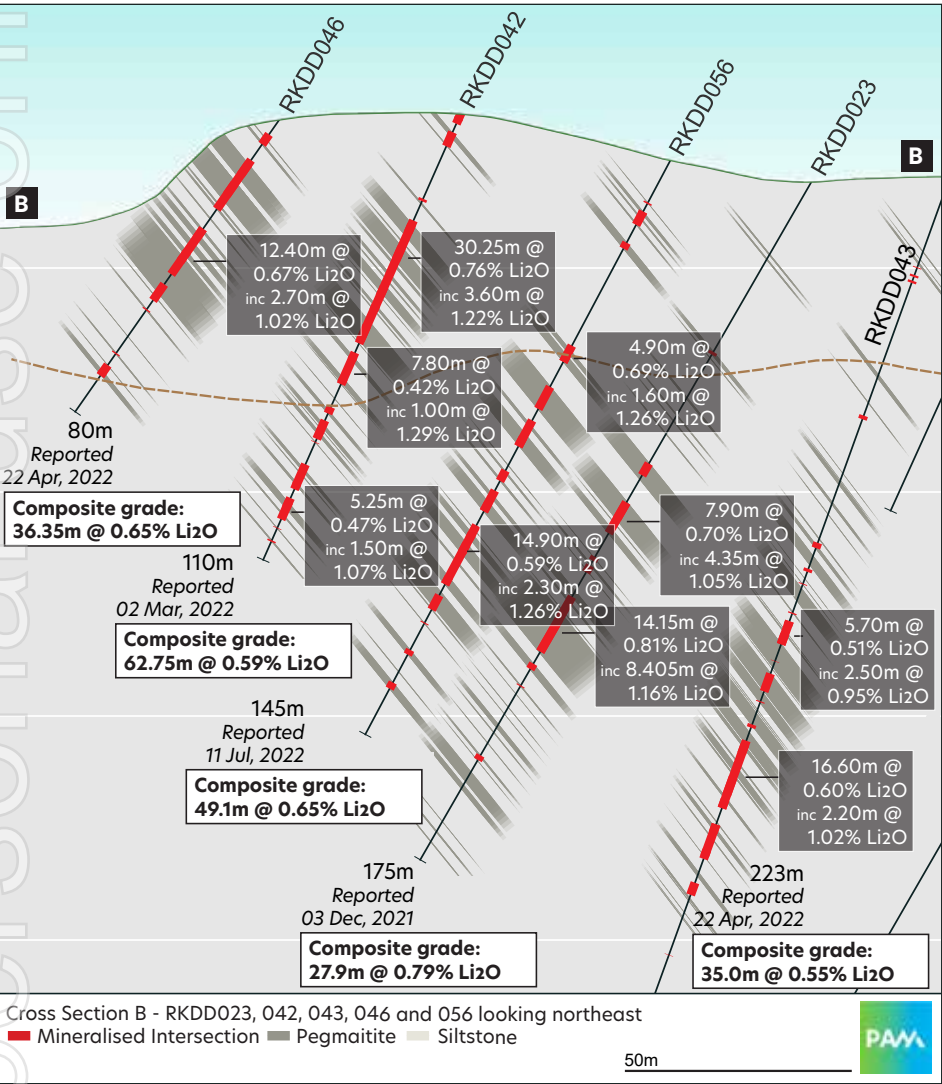 RKDD046
RKDD042
RKDD056
RKDD023
RKDD043
B
B
12.40m @
0.67% Li2O
inc 2.70m @
1.02% Li2O
30.25m @
0.76% Li2O
inc 3.60m @
1.22% Li2O
7.80m @
0.42% Li2O
inc 1.00m @
1.29% Li2O
4.90m @
0.69% Li2O
inc 1.60m @
1.26% Li2O
5.25m @
0.47% Li2O
inc 1.50m @
1.07% Li2O
14.90m @
0.59% Li2O
inc 2.30m @
1.26% Li2O
7.90m @
0.70% Li2O
inc 4.35m @
1.05% Li2O
14.15m @
0.81% Li2O
inc 8.405m @
1.16% Li2O
5.70m @
0.51% Li2O
inc 2.50m @
0.95% Li2O
16.60m @
0.60% Li2O
inc 2.20m @
1.02% Li2O
80m
Reported
22 Apr, 2022
Composite grade:
36.35m @ 0.65% Li2O
110m
Reported
02 Mar, 2022
Composite grade:
62.75m @ 0.59% Li2O
145m
Reported
11 Jul, 2022
Composite grade:
49.1m @ 0.65% Li2O
175m
Reported
03 Dec, 2021
Composite grade:
27.9m @ 0.79% Li2O
223m
Reported
22 Apr, 2022
Composite grade:
35.0m @ 0.55% Li2O
Cross Section B - RKDD023, 042, 043, 046 and 056 looking northeast
Mineralised Intersection Pegmaitite Siltstone
50m
PAM